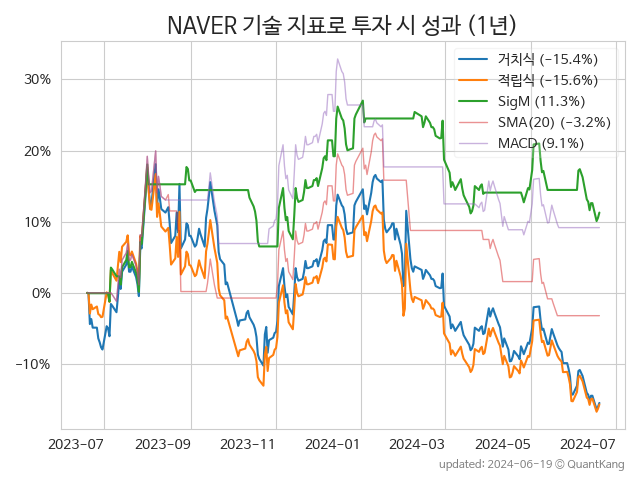 NAVER 기술 지표로 투자 시 성과 (1년)
거치식 (−15.4%)
적립식 (−15.6%)
SigM (11.3%)
SMA(20) (−3.2%)
MACD (9.1%)
30%
20%
10%
0%
−10%
2023-07 2023-09 2023-11 2024-01 2024-03 2024-05 2024-07
updated: 2024-06-19 © QuantKang